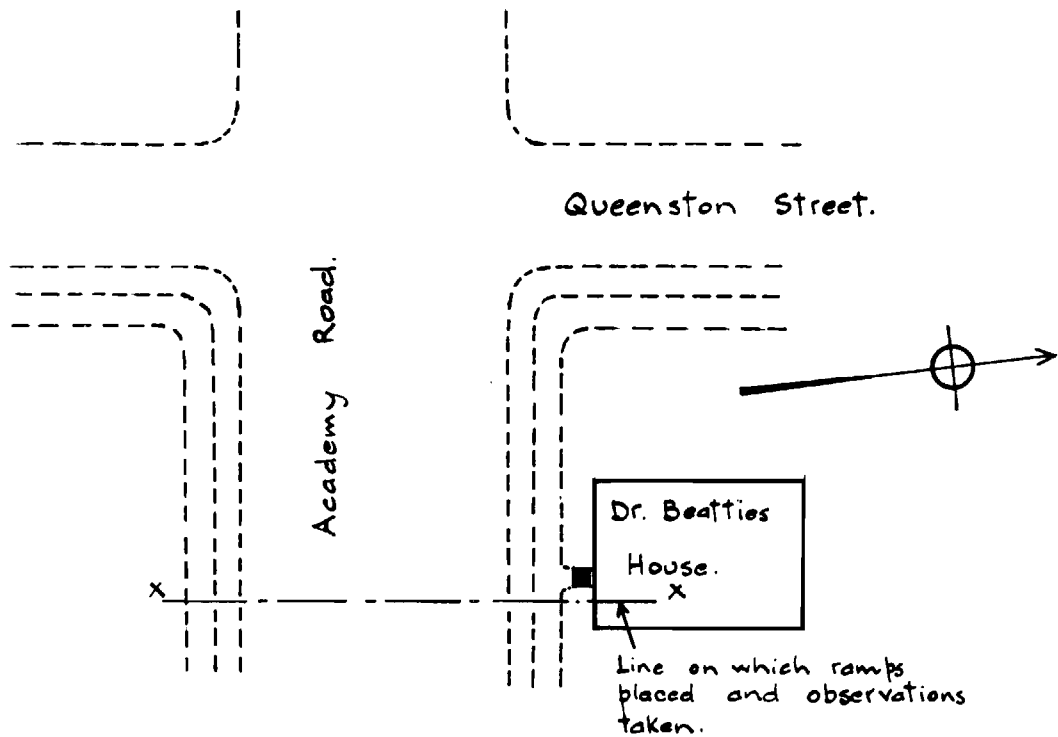 Queenston Street.
Academy Road.
Dr. Beatties
House.
x
x
Line on which ramps
placed and observations
taken.